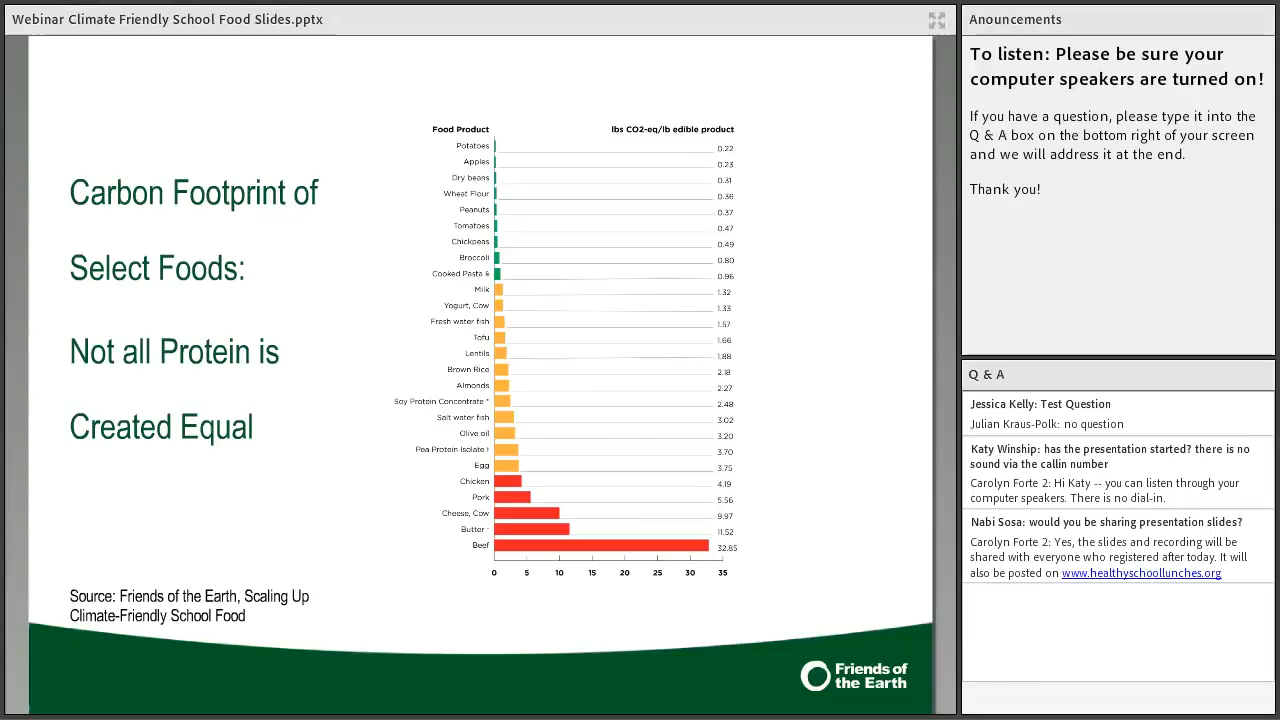 Webinar Climate Friendly School Food Slides.pptx
Carbon Footprint of
Select Foods:
Not all Protein is
Created Equal
Food Product lbs CO2-eq/lb edible product
Potatoes 0.22
Apples 0.23
Dry beans 0.31
Wheat Flour 0.36
Peanuts 0.37
Tomatoes 0.47
Chickpeas 0.49
Broccoli 0.80
Cooked Pasta 0.96
Milk 1.32
Yogurt, Cow 1.33
Fresh water fish 1.57
Tofu 1.66
Lentils 1.88
Brown Rice 2.18
Almonds 2.27
Soy Protein Concentrate * 2.48
Salt water fish 3.02
Olive oil 3.20
Pea Protein Isolate † 3.70
Egg 3.75
Chicken 4.19
Pork 5.56
Cheese, Cow 9.97
Butter 11.52
Beef 32.85
0 5 10 15 20 25 30 35
Source: Friends of the Earth, Scaling Up
Climate-Friendly School Food
Friends of
the Earth
Anouncements
To listen: Please be sure your
computer speakers are turned on!
If you have a question, please type it into the
Q & A box on the bottom right of your screen
and we will address it at the end.
Thank you!
Q & A
Jessica Kelly: Test Question
Julian Kraus-Polk: no question
Katy Winship: has the presentation started? there is no
sound via the callin number
Carolyn Forte 2: Hi Katy -- you can listen through your
computer speakers. There is no dial-in.
Nabi Sosa: would you be sharing presentation slides?
Carolyn Forte 2: Yes, the slides and recording will be
shared with everyone who registered after today. It will
also be posted on www.healthyschoollunches.org